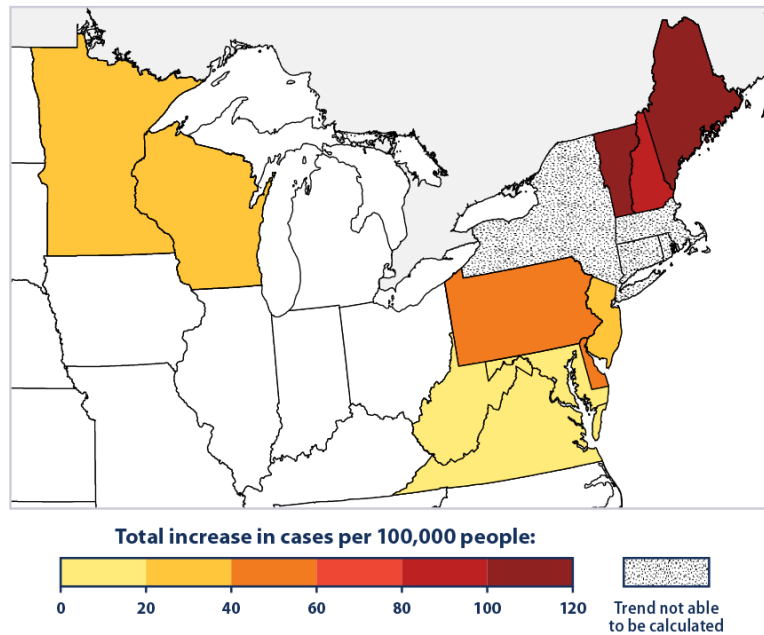 Total increase in cases per 100,000 people:
0 20 40 60 80 100 120
Trend not able
to be calculated